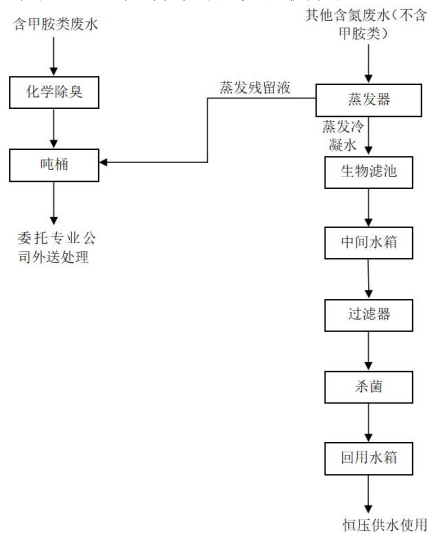 含甲胺类废水
其他含氮废水（不含
甲胺类）
化学除臭
蒸发残留液
蒸发器
蒸发冷
凝水
吨桶
生物滤池
委托专业公
司外送处理
中间水箱
过滤器
杀菌
回用水箱
恒压供水使用